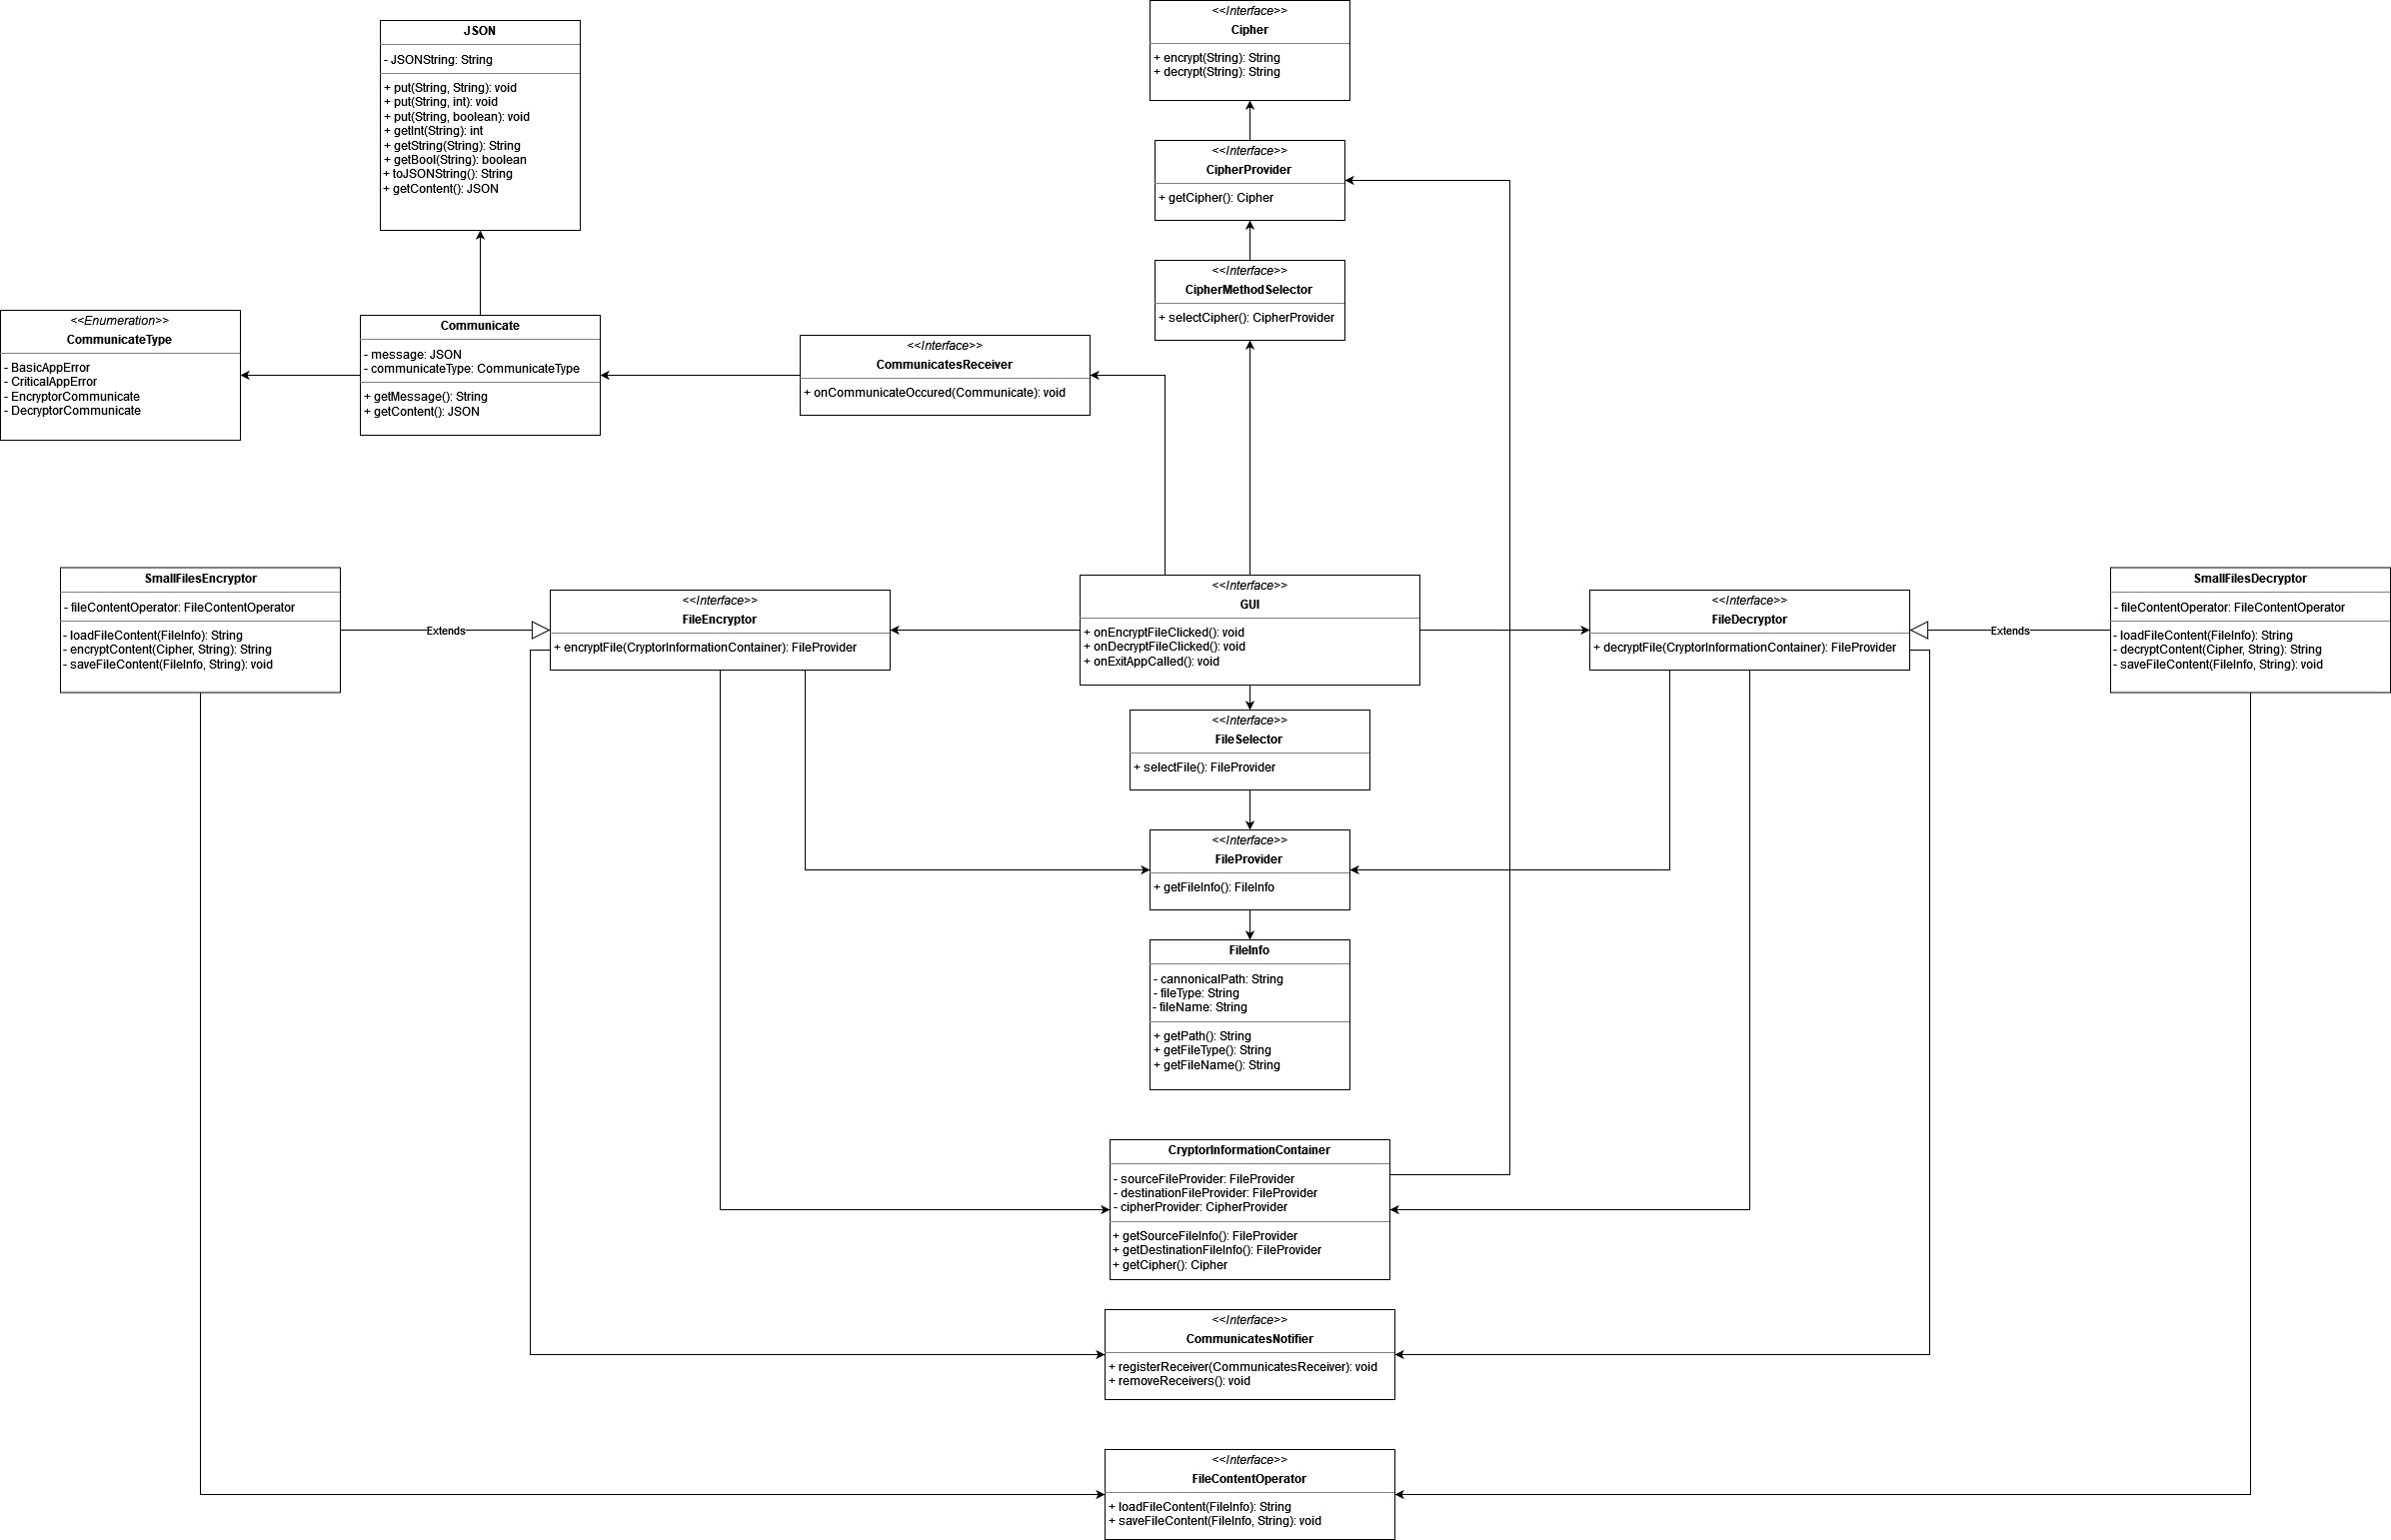 JSON
- JSONString: String
+ put(String, String): void
+ put(String, int): void
+ put(String, boolean): void
+ getInt(String): int
+ getString(String): String
+ getBool(String): boolean
+ toJSONString(): String
+ getContent(): JSON
<<Interface>>
Cipher
+ encrypt(String): String
+ decrypt(String): String
<<Interface>>
CipherProvider
+ getCipher(): Cipher
<<Interface>>
CipherMethodSelector
+ selectCipher(): CipherProvider
<<Enumeration>>
CommunicateType
- BasicAppError
- CriticalAppError
- EncryptorCommunicate
- DecryptorCommunicate
Communicate
- message: JSON
- communicateType: CommunicateType
+ getMessage(): String
+ getContent(): JSON
<<Interface>>
CommunicatesReceiver
+ onCommunicateOccured(Communicate): void
SmallFilesEncryptor
- fileContentOperator: FileContentOperator
- loadFileContent(FileInfo): String
- encryptContent(Cipher, String): String
- saveFileContent(FileInfo, String): void
Extends
<<Interface>>
FileEncryptor
+ encryptFile(CryptorInformationContainer): FileProvider
<<Interface>>
GUI
+ onEncryptFileClicked(): void
+ onDecryptFileClicked(): void
+ onExitAppCalled(): void
<<Interface>>
FileDecryptor
+ decryptFile(CryptorInformationContainer): FileProvider
Extends
SmallFilesDecryptor
- fileContentOperator: FileContentOperator
- loadFileContent(FileInfo): String
- decryptContent(Cipher, String): String
- saveFileContent(FileInfo, String): void
<<Interface>>
FileSelector
+ selectFile(): FileProvider
<<Interface>>
FileProvider
+ getFileInfo(): FileInfo
FileInfo
- cannonicalPath: String
- fileType: String
- fileName: String
+ getPath(): String
+ getFileType(): String
+ getFileName(): String
CryptorInformationContainer
- sourceFileProvider: FileProvider
- destinationFileProvider: FileProvider
- cipherProvider: CipherProvider
+ getSourceFileInfo(): FileProvider
+ getDestinationFileInfo(): FileProvider
+ getCipher(): Cipher
<<Interface>>
CommunicatesNotifier
+ registerReceiver(CommunicatesReceiver): void
+ removeReceivers(): void
<<Interface>>
FileContentOperator
+ loadFileContent(FileInfo): String
+ saveFileContent(FileInfo, String): void